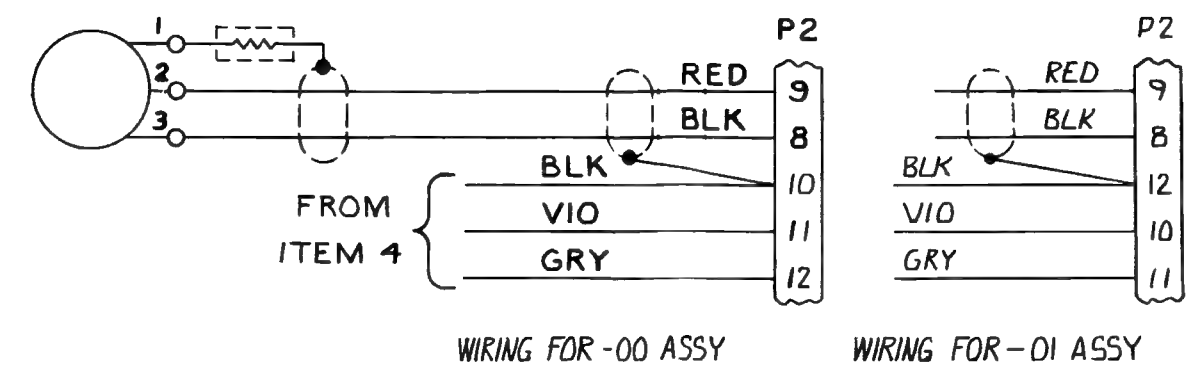 1
2
3
P2
RED 9
BLK 8
BLK 10
VIO 11
GRY 12
FROM
ITEM 4
WIRING FOR -00 ASSY
P2
RED 9
BLK 8
BLK 12
VIO 10
GRY 11
WIRING FOR -01 ASSY